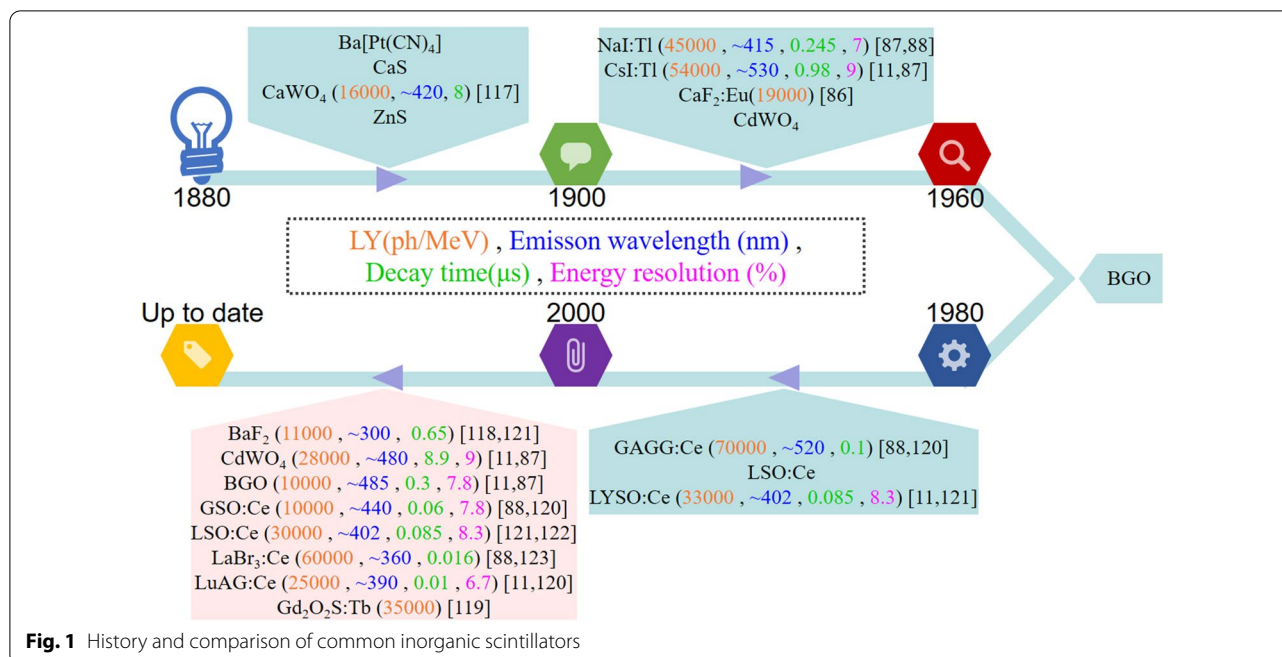 Ba[Pt(CN)₄]
CaS
CaWO₄ (16000, ~420, 8) [117]
ZnS
NaI:Tl (45000 , ~415 , 0.245 , 7) [87,88]
CsI:Tl (54000 , ~530 , 0.98 , 9) [11,87]
CaF₂:Eu(19000) [86]
CdWO₄
1880
1900
1960
LY(ph/MeV) , Emisson wavelength (nm) ,
Decay time(μs) , Energy resolution (%)
BGO
Up to date
2000
1980
BaF₂ (11000 , ~300 , 0.65) [118,121]
CdWO₄ (28000 , ~480 , 8.9 , 9) [11,87]
BGO (10000 , ~485 , 0.3 , 7.8) [11,87]
GSO:Ce (10000 , ~440 , 0.06 , 7.8) [88,120]
LSO:Ce (30000 , ~402 , 0.085 , 8.3) [121,122]
LaBr₃:Ce (60000 , ~360 , 0.016) [88,123]
LuAG:Ce (25000 , ~390 , 0.01 , 6.7) [11,120]
Gd₂O₂S:Tb (35000) [119]
GAGG:Ce (70000 , ~520 , 0.1) [88,120]
LSO:Ce
LYSO:Ce (33000 , ~402 , 0.085 , 8.3) [11,121]
Fig. 1 History and comparison of common inorganic scintillators